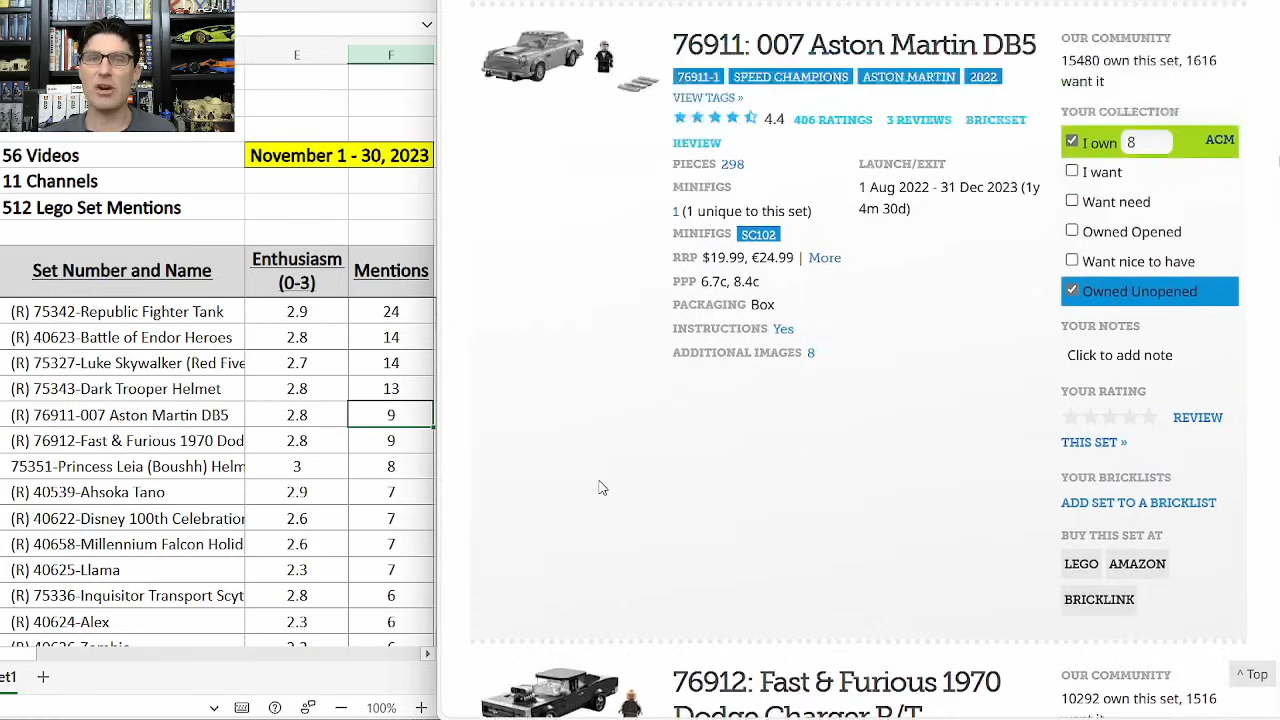 E F
56 Videos November 1 - 30, 2023
11 Channels
512 Lego Set Mentions
Set Number and Name Enthusiasm (0-3) Mentions
(R) 75342-Republic Fighter Tank 2.9 24
(R) 40623-Battle of Endor Heroes 2.8 14
(R) 75327-Luke Skywalker (Red Five 2.7 14
(R) 75343-Dark Trooper Helmet 2.8 13
(R) 76911-007 Aston Martin DB5 2.8 9
(R) 76912-Fast & Furious 1970 Dod 2.8 9
75351-Princess Leia (Boushh) Helm 3 8
(R) 40539-Ahsoka Tano 2.9 7
(R) 40622-Disney 100th Celebration 2.6 7
(R) 40658-Millennium Falcon Holid 2.6 7
(R) 40625-Llama 2.3 7
(R) 75336-Inquisitor Transport Scyt 2.8 6
(R) 40624-Alex 2.3 6
et1 +
100%
76911: 007 Aston Martin DB5
76911-1 SPEED CHAMPIONS ASTON MARTIN 2022
VIEW TAGS »
4.4 406 RATINGS 3 REVIEWS BRICKSET
REVIEW
PIECES 298
MINIFIGS
1 (1 unique to this set)
MINIFIGS SC102
RRP $19.99, €24.99 | More
PPP 6.7c, 8.4c
PACKAGING Box
INSTRUCTIONS Yes
ADDITIONAL IMAGES 8
LAUNCH/EXIT
1 Aug 2022 - 31 Dec 2023 (1y
4m 30d)
OUR COMMUNITY
15480 own this set, 1616
want it
YOUR COLLECTION
I own 8 ACM
I want
Want need
Owned Opened
Want nice to have
Owned Unopened
YOUR NOTES
Click to add note
YOUR RATING
REVIEW
THIS SET »
YOUR BRICKLISTS
ADD SET TO A BRICKLIST
BUY THIS SET AT
LEGO AMAZON
BRICKLINK
^ Top
76912: Fast & Furious 1970
Dodge Charger R/T
OUR COMMUNITY
10292 own this set, 1516
want it